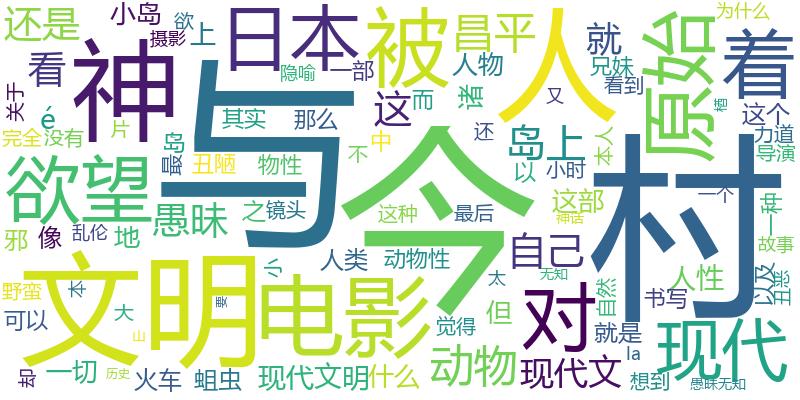 还是 小岛 欲 上 日本 被 昌平 就 原始 着 为什么
关于 摄影 看 神 隐喻 一部 人物 人 兄妹 看到 槽
é 与 这 而 诸 又 这个
完全 没有 片 其实 那么 中 还 岛上 本人 力道 导演
岛 最 丑陋 物性 不 今 以 小时 村 一种
欲望 愚昧 之 镜头 这种 最后 这部 神话 一个 故事
邪 像 乱伦 地 人类 动物性 自己 人性 以及 丑恶
野蛮 本 文明 小 电影 太 无知 自然
可以 大 要 觉得 但 对 书写 现代
却 一切 山 历史 火车 蛆虫 现代文明 什么 动物 现代文 就是 la 想到 愚昧无知